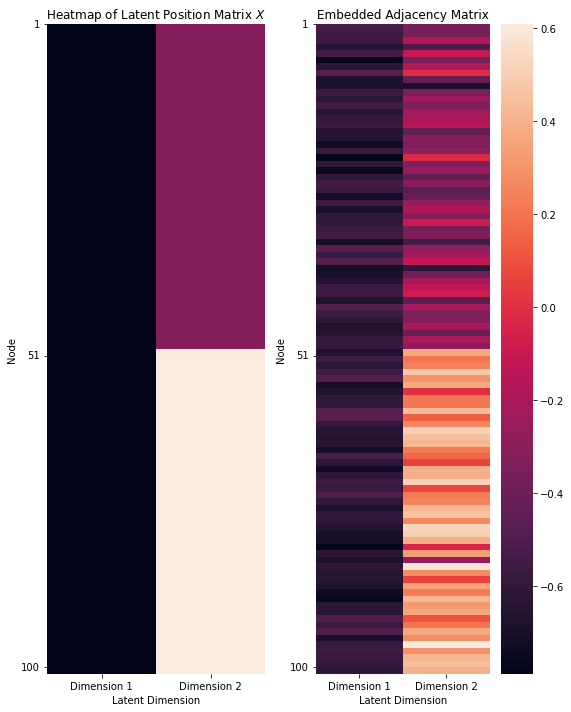 Heatmap of Latent Position Matrix X
1
51
100
Node
Dimension 1 Dimension 2
Latent Dimension
Embedded Adjacency Matrix
1
51
100
Node
Dimension 1 Dimension 2
Latent Dimension
0.6
0.4
0.2
0.0
−0.2
−0.4
−0.6